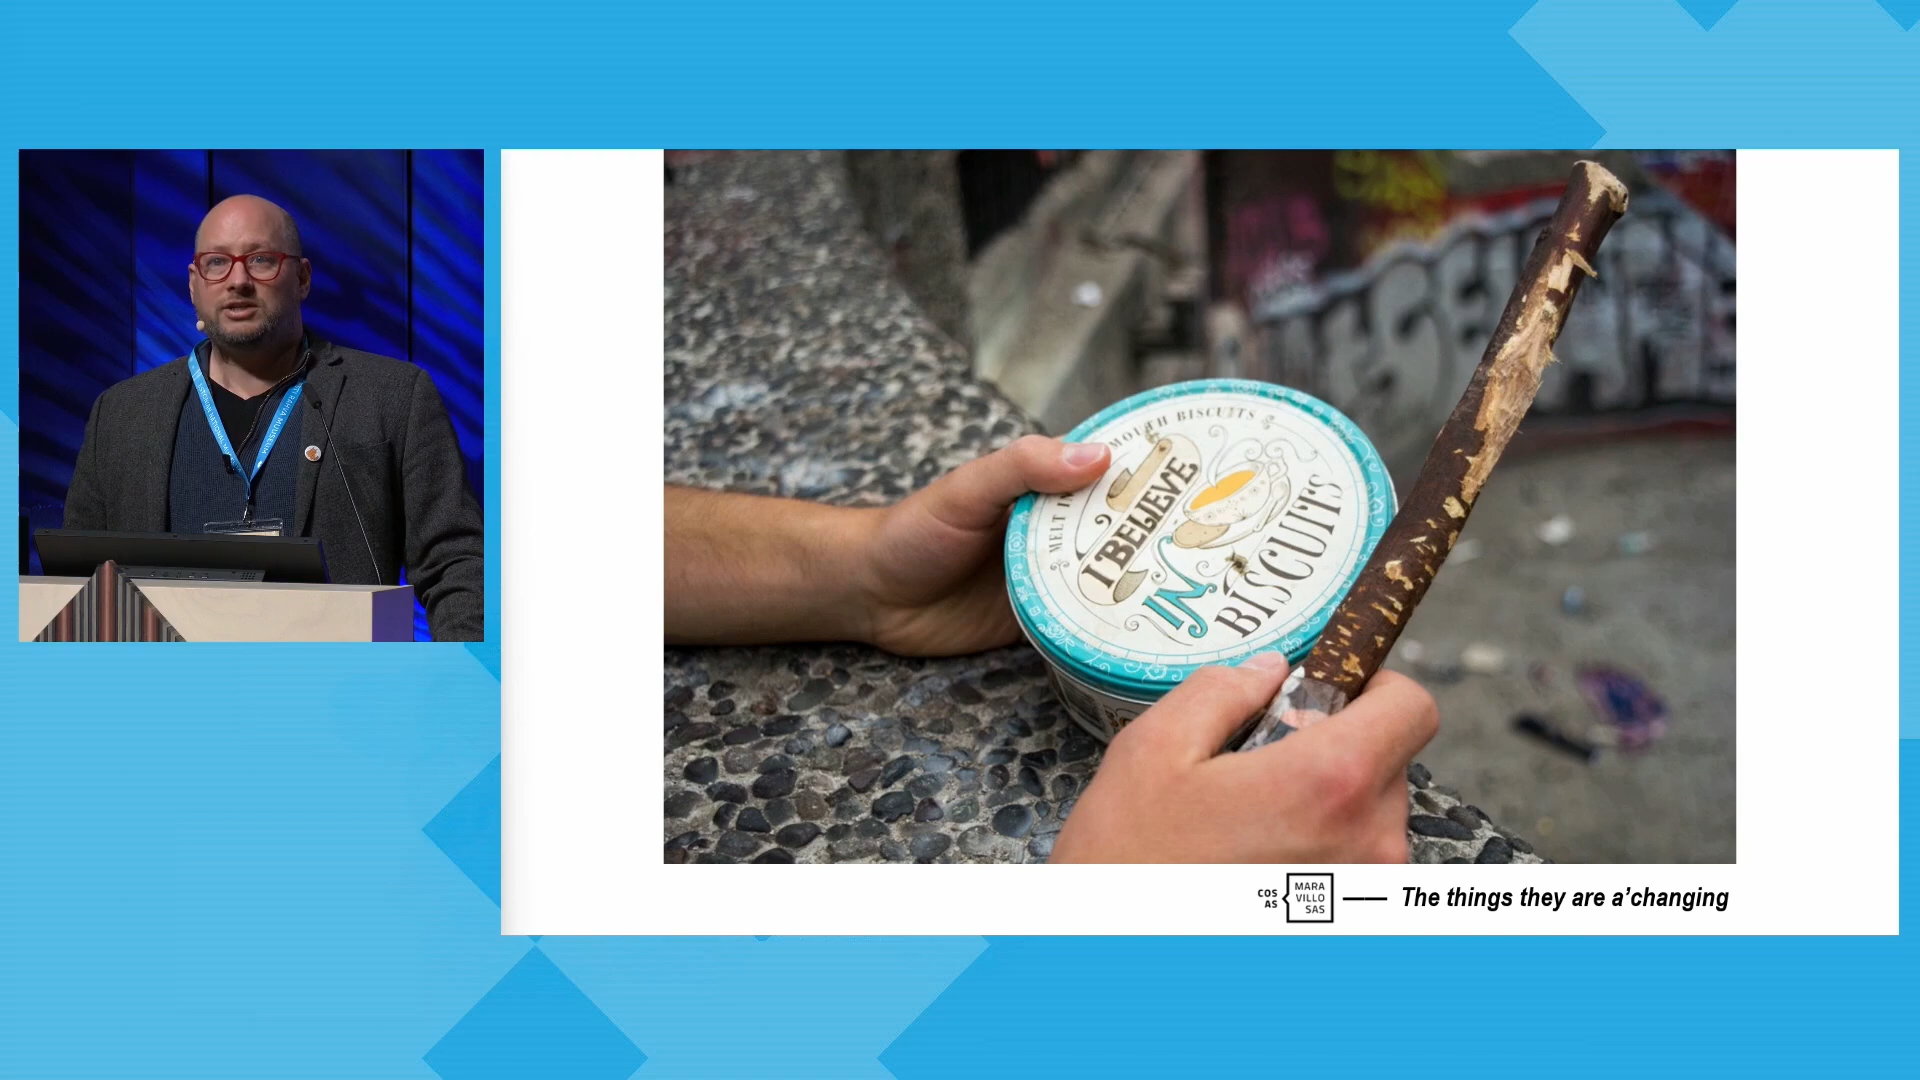 MELT IN MOUTH BISCUITS
I BELIEVE
IN
BISCUITS
COS
AS
MARA
VILLO
SAS
The things they are a'changing